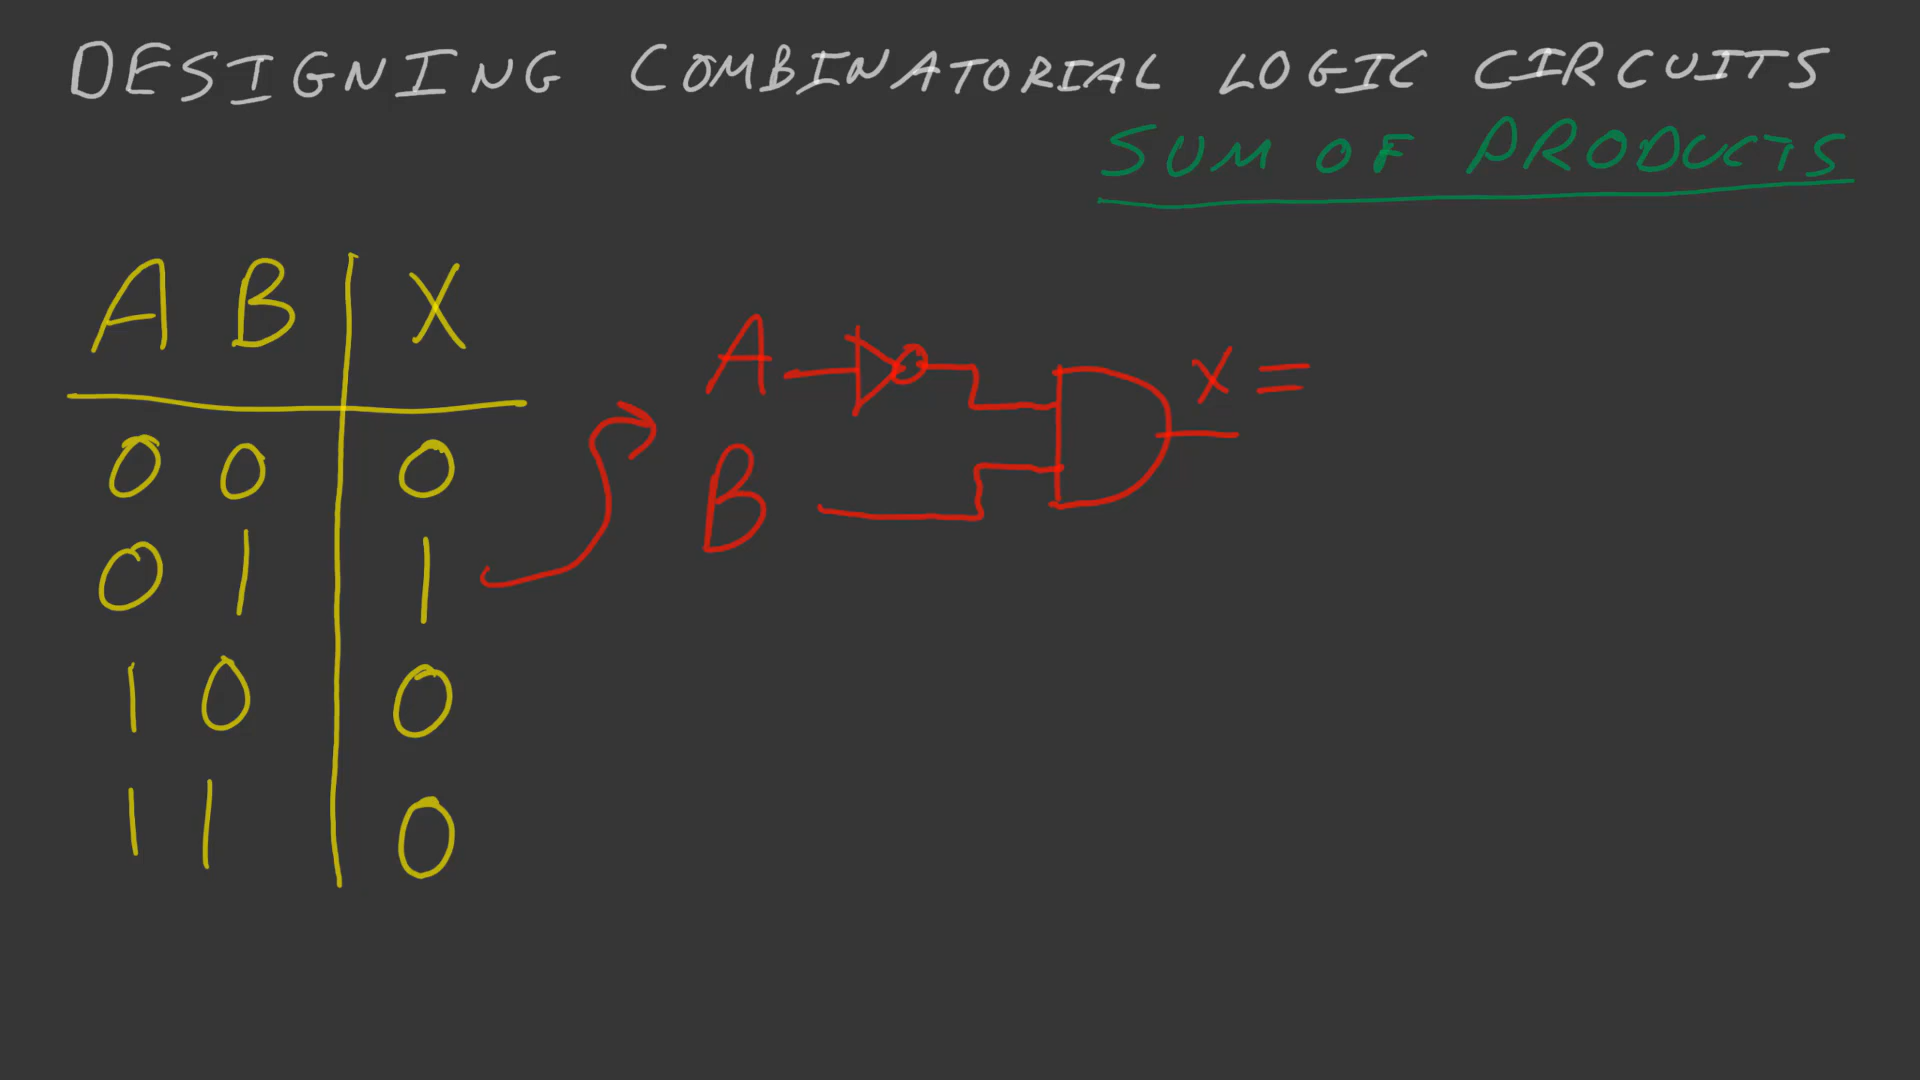 DESIGNING COMBINATORIAL LOGIC CIRCUITS
SUM OF PRODUCTS
A B X
0 0 0
0 1 1
1 0 0
1 1 0
A
B
X =